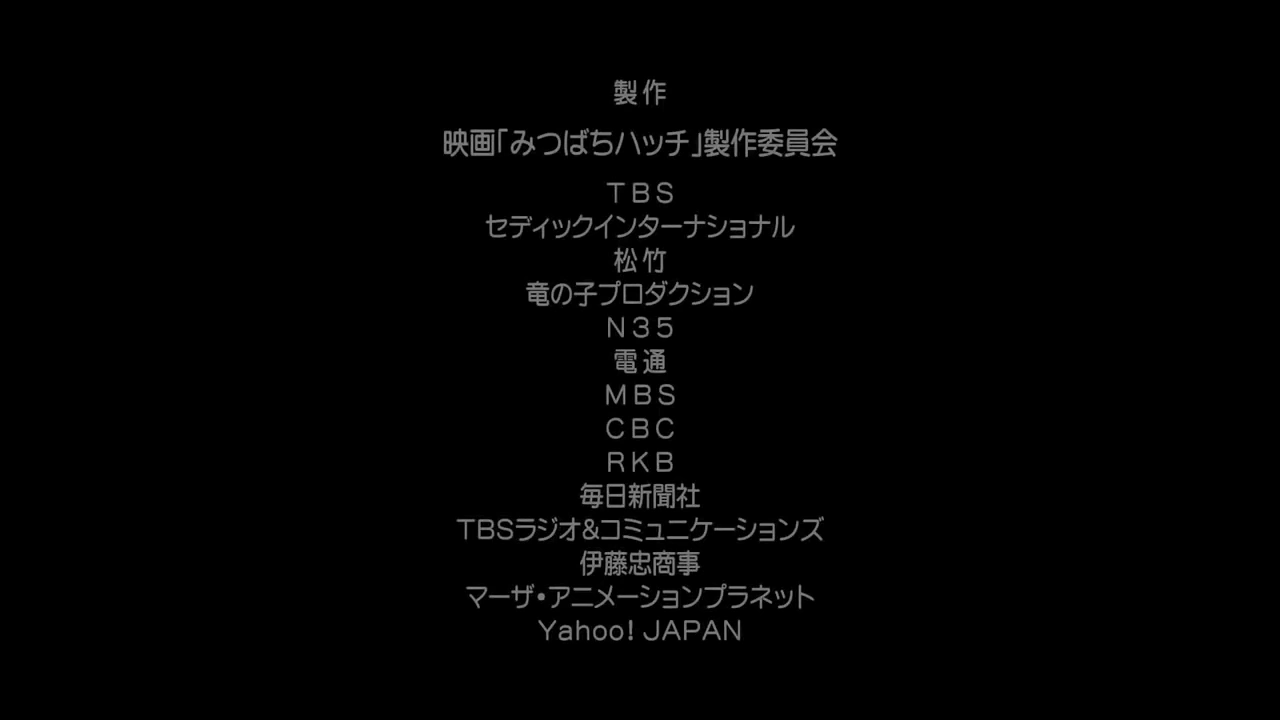 製作
映画「みつばちハッチ」製作委員会
TBS
セディックインターナショナル
松竹
竜の子プロダクション
N35
電通
MBS
CBC
RKB
毎日新聞社
TBSラジオ&コミュニケーションズ
伊藤忠商事
マーザ・アニメーションプラネット
Yahoo! JAPAN